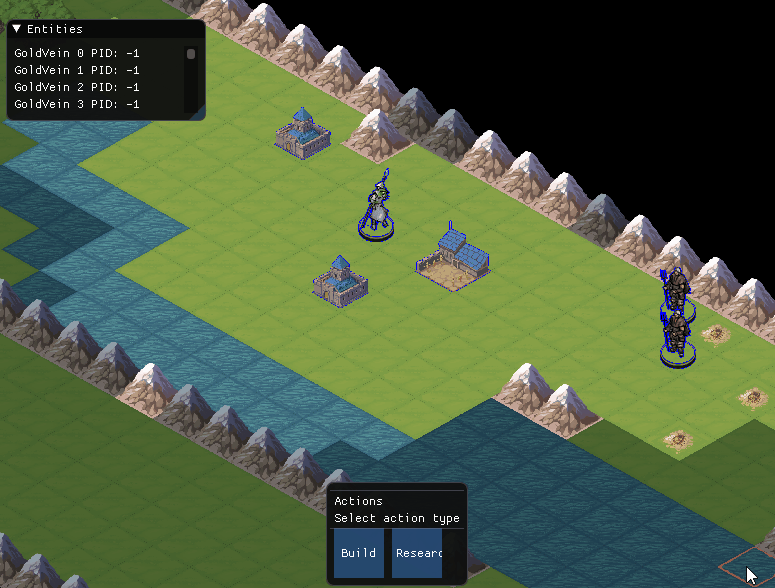 Entities
GoldVein 0 PID: -1
GoldVein 1 PID: -1
GoldVein 2 PID: -1
GoldVein 3 PID: -1
Actions
Select action type
Build
Researc